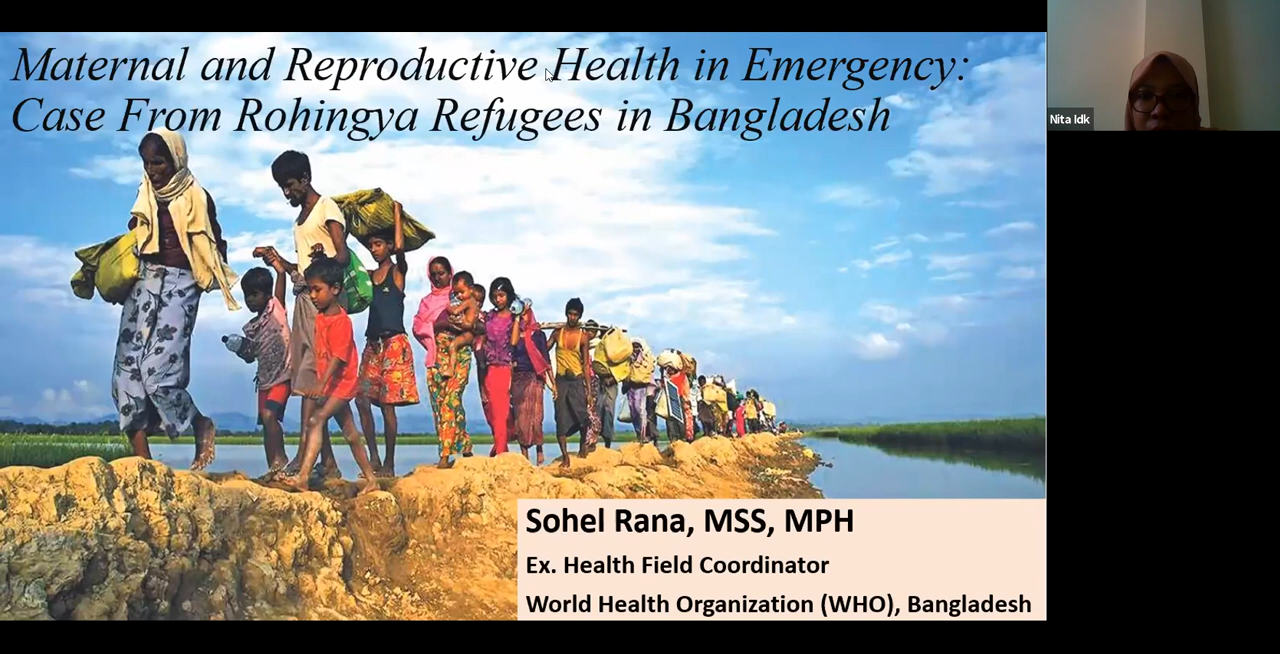 Maternal and Reproductive Health in Emergency:
Case From Rohingya Refugees in Bangladesh
Nita Idk
Sohel Rana, MSS, MPH
Ex. Health Field Coordinator
World Health Organization (WHO), Bangladesh